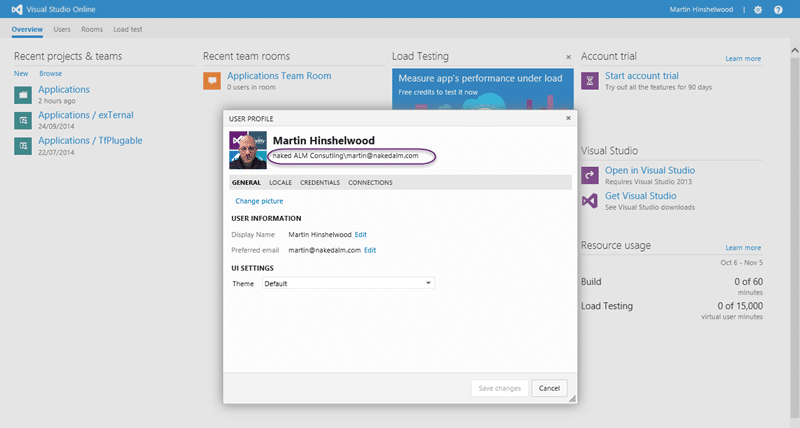 Visual Studio Online
Martin Hinshelwood | ?
Overview Users Rooms Load test
Recent projects & teams
New Browse
Applications
2 hours ago
Applications / exTernal
24/09/2014
Applications / TfPlugable
22/07/2014
Recent team rooms
Applications Team Room
0 users in room
Load Testing
Measure app's performance under load
Free credits to test it now
Account trial Learn more
Start account trial
Try out all the features for 90 days
USER PROFILE
Martin Hinshelwood
naked ALM Consutling\martin@nakedalm.com
GENERAL LOCALE CREDENTIALS CONNECTIONS
Change picture
USER INFORMATION
Display Name Martin Hinshelwood Edit
Preferred email martin@nakedalm.com Edit
UI SETTINGS
Theme Default
Save changes Cancel
Visual Studio
Open in Visual Studio
Requires Visual Studio 2013
Get Visual Studio
See Visual Studio downloads
Resource usage Learn more
Oct 6 - Nov 5
Build 0 of 60
minutes
Load Testing 0 of 15,000
virtual user minutes